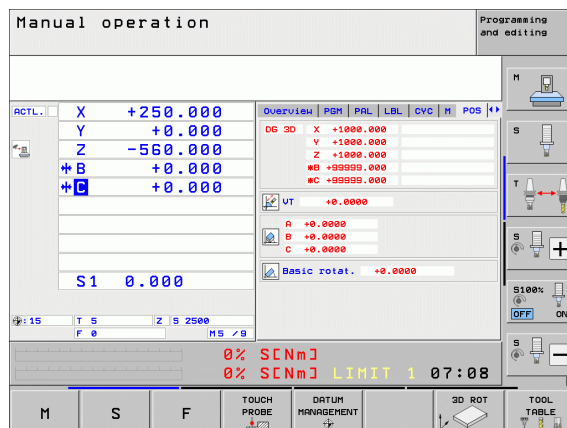 Manual operation
Programming
and editing
ACTL.
X +250.000
Y +0.000
Z -560.000
B +0.000
C +0.000
S1 0.000
:15 T 5 Z S 2500
F 0 M5 /9
Overview PGM PAL LBL CYC M POS
DG 3D X +1000.000
Y +1000.000
Z +1000.000
*B +99999.000
*C +99999.000
VT +0.0000
A +0.0000
B +0.0000
C +0.0000
Basic rotat. +0.0000
0% S[Nm]
0% S[Nm] LIMIT 1 07:08
M
S
T
S
+
S100%
OFF ON
S
-
M
S
F
TOUCH
PROBE
DATUM
MANAGEMENT
3D ROT
TOOL
TABLE